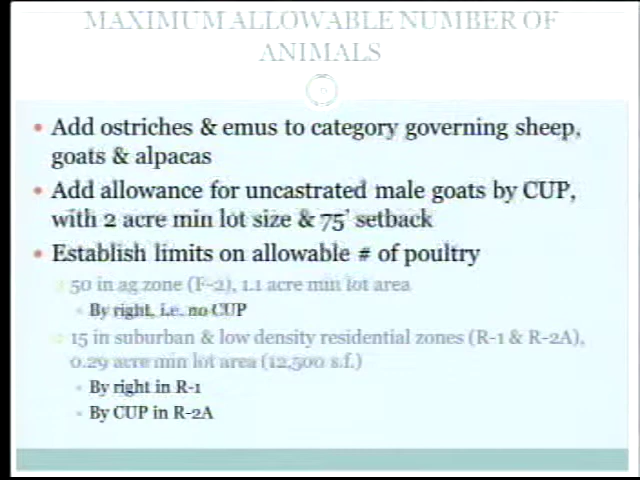 MAXIMUM ALLOWABLE NUMBER OF
ANIMALS
• Add ostriches & emus to category governing sheep,
goats & alpacas
• Add allowance for uncastrated male goats by CUP,
with 2 acre min lot size & 75' setback
• Establish limits on allowable # of poultry
50 in ag zone (F-2), 1.1 acre min lot area
By right, i.e. no CUP
15 in suburban & low density residential zones (R-1 & R-2A),
0.29 acre min lot area (12,500 s.f.)
By right in R-1
By CUP in R-2A